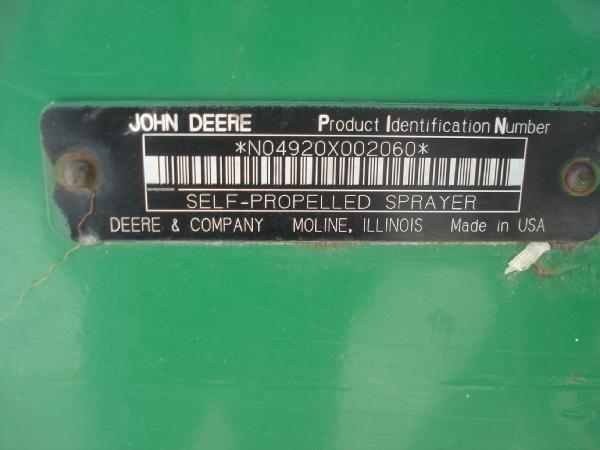 JOHN DEERE Product Identification Number
*N04920X002060*
SELF-PROPELLED SPRAYER
DEERE & COMPANY MOLINE, ILLINOIS Made in USA